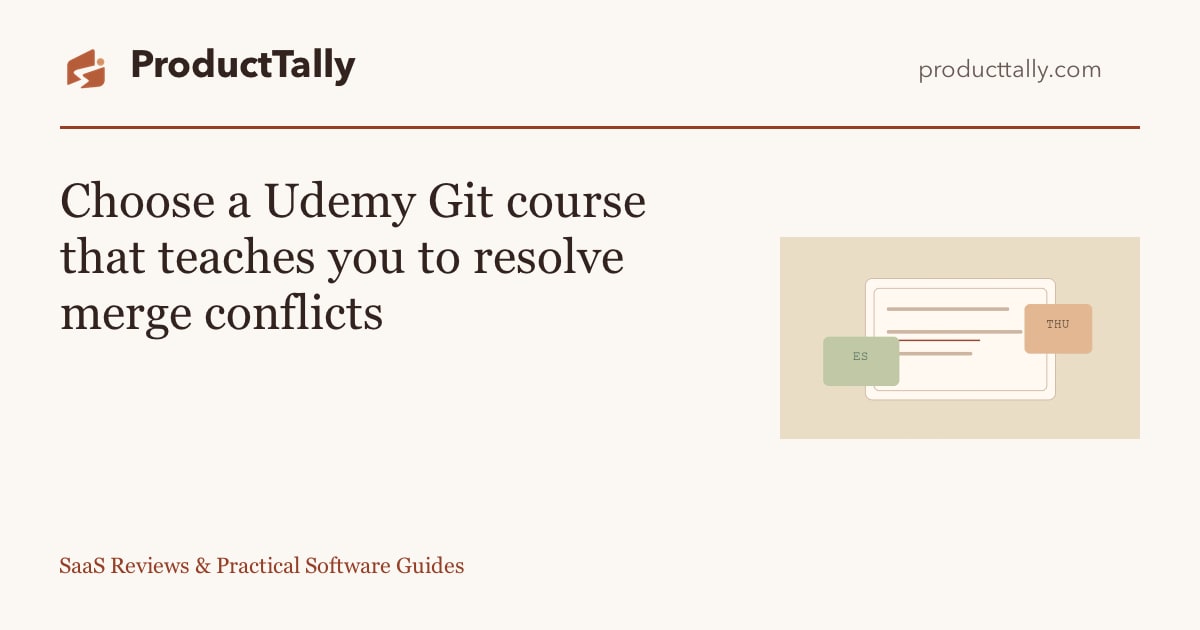 ProductTally
producttally.com
Choose a Udemy Git course
that teaches you to resolve
merge conflicts
THU
ES
SaaS Reviews & Practical Software Guides